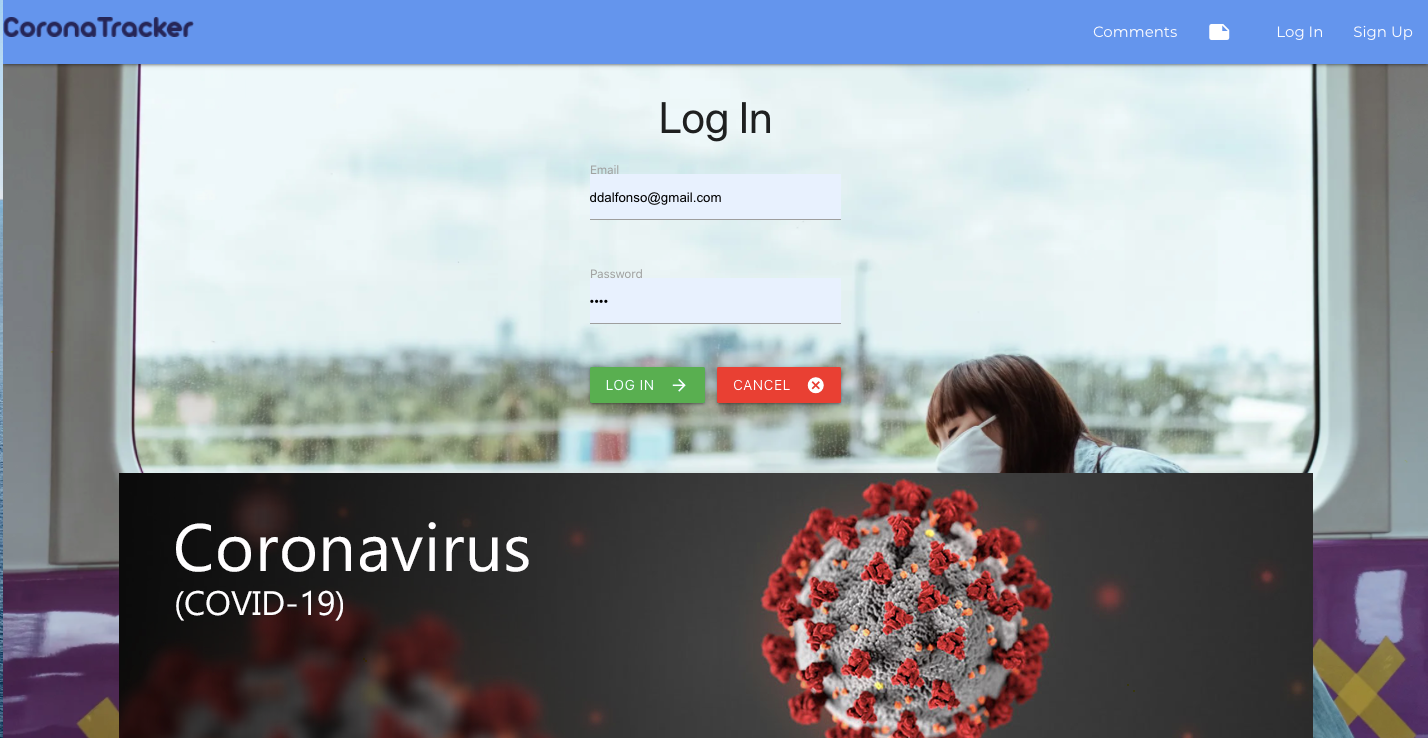 CoronaTracker
Comments
Log In
Sign Up
Log In
Email
ddalfonso@gmail.com
Password
••••
LOG IN
CANCEL
Coronavirus
(COVID-19)